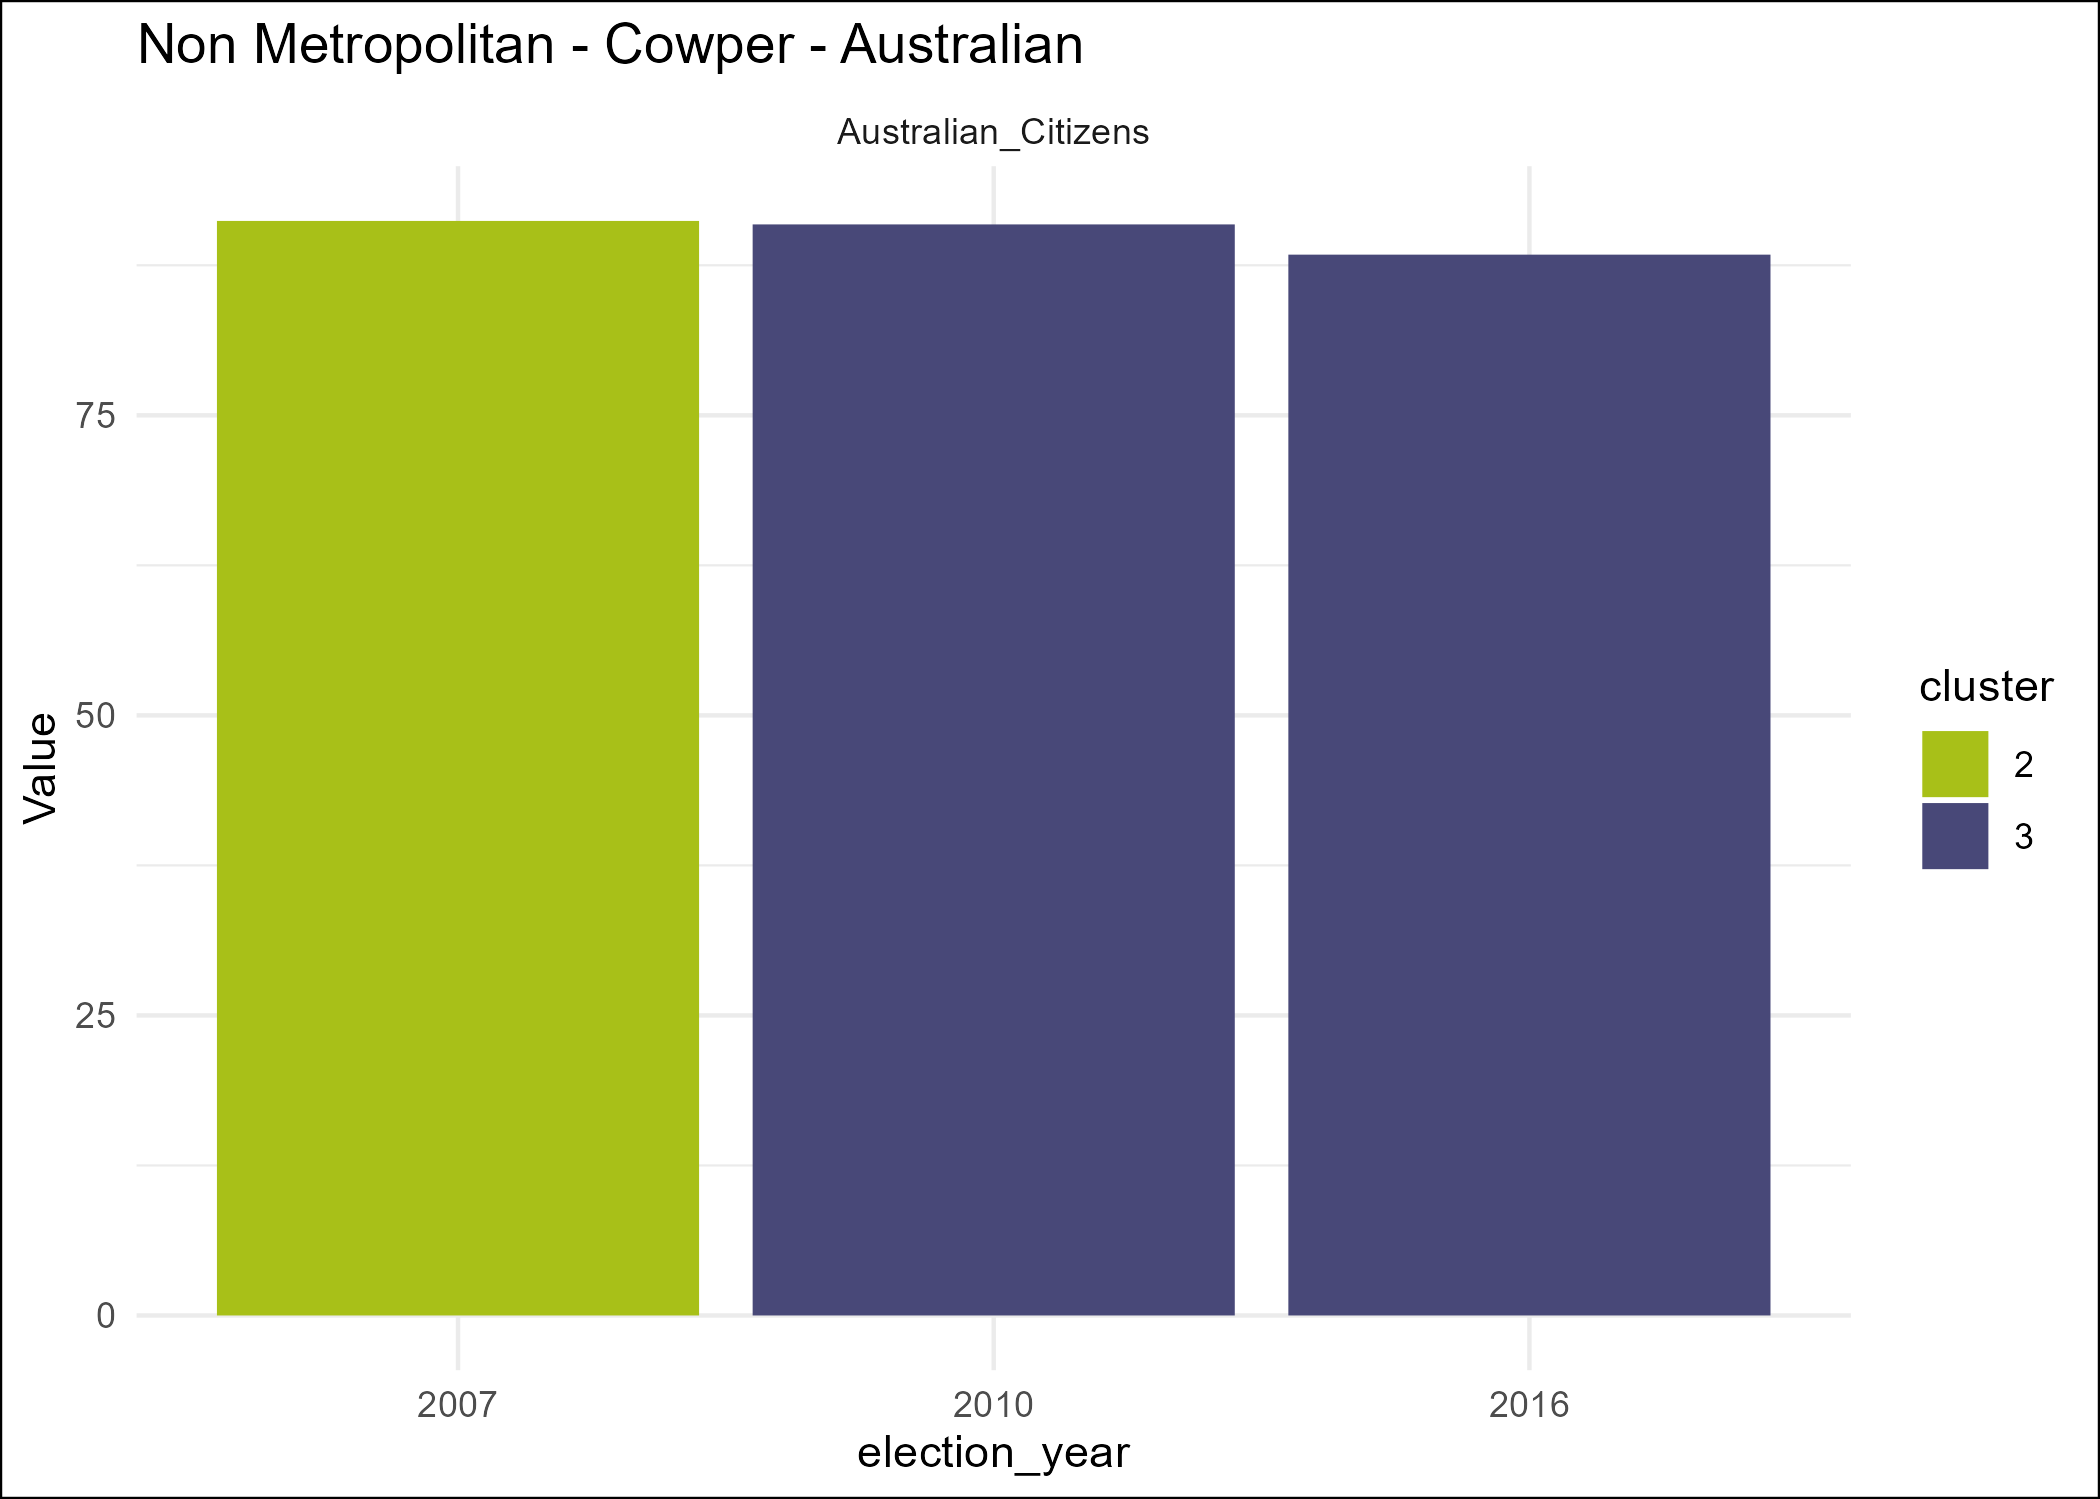 Non Metropolitan - Cowper - Australian
Australian_Citizens
75
50
25
0
Value
2007
2010
2016
election_year
cluster
2
3